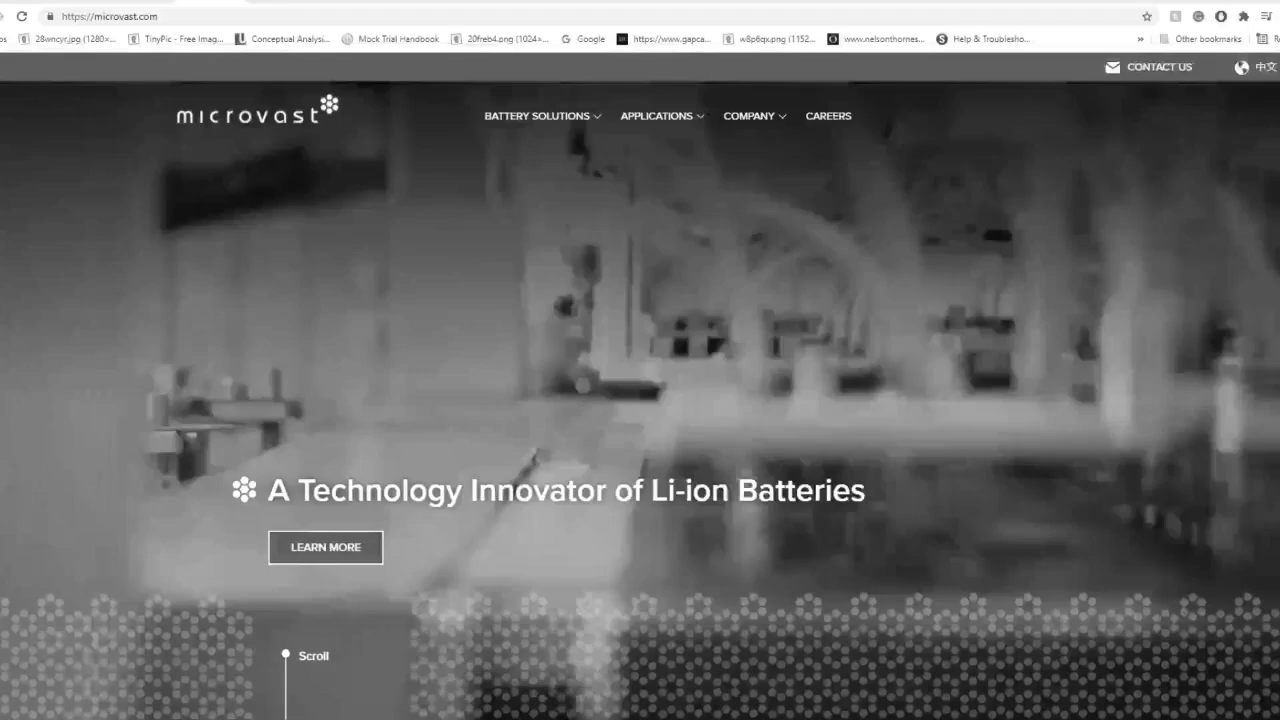 https://microvast.com
ps 28wncyr.jpg (1280×... TinyPic - Free Imag... Conceptual Analysi... Mock Trial Handbook 20freb4.png (1024×... Google https://www.gapca... w8p6qx.png (1152... www.nelsonthornes... Help & Troublesho... » Other bookmarks
CONTACT US 中文
microvast
BATTERY SOLUTIONS APPLICATIONS COMPANY CAREERS
A Technology Innovator of Li-ion Batteries
LEARN MORE
Scroll